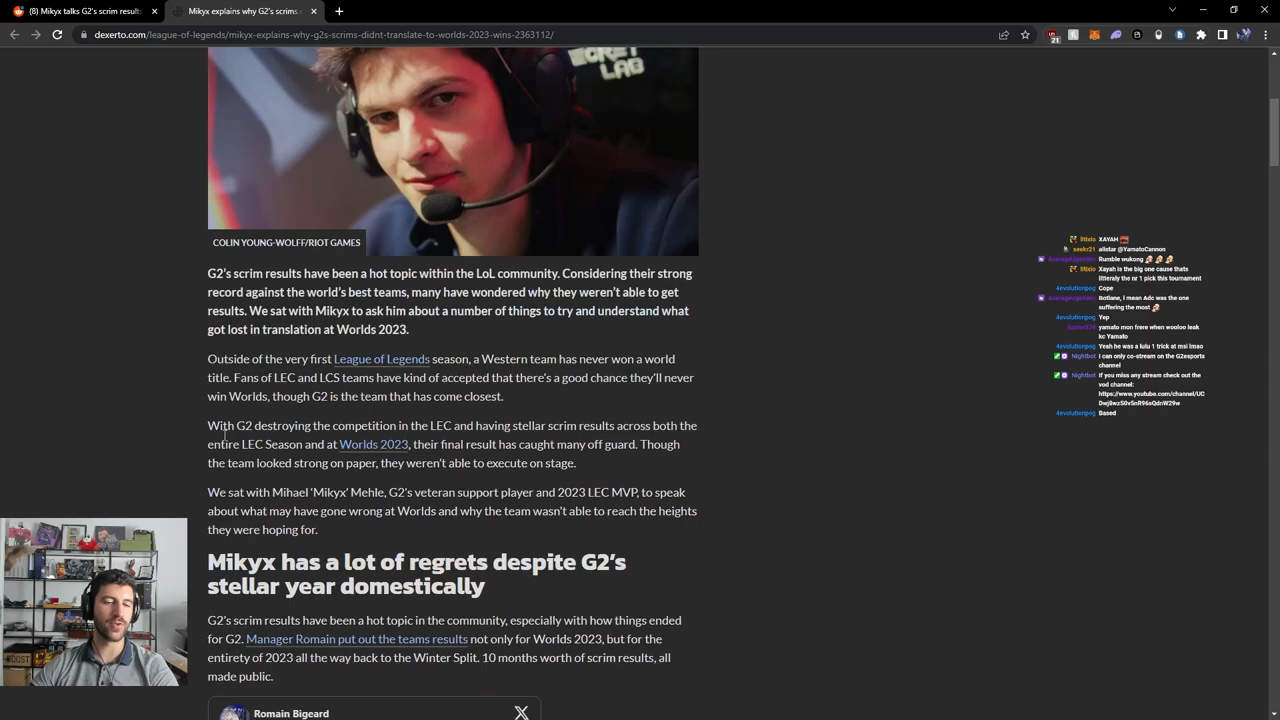 (8) Mikyx talks G2's scrim results
Mikyx explains why G2's scrims
dexerto.com/league-of-legends/mikyx-explains-why-g2s-scrims-didnt-translate-to-worlds-2023-wins-2363112/
21
SECRET
LAB
COLIN YOUNG-WOLFF/RIOT GAMES
G2's scrim results have been a hot topic within the LoL community. Considering their strong
record against the world's best teams, many have wondered why they weren't able to get
results. We sat with Mikyx to ask him about a number of things to try and understand what
got lost in translation at Worlds 2023.
Outside of the very first League of Legends season, a Western team has never won a world
title. Fans of LEC and LCS teams have kind of accepted that there's a good chance they'll never
win Worlds, though G2 is the team that has come closest.
With G2 destroying the competition in the LEC and having stellar scrim results across both the
entire LEC Season and at Worlds 2023, their final result has caught many off guard. Though
the team looked strong on paper, they weren't able to execute on stage.
We sat with Mihael 'Mikyx' Mehle, G2's veteran support player and 2023 LEC MVP, to speak
about what may have gone wrong at Worlds and why the team wasn't able to reach the heights
they were hoping for.
Mikyx has a lot of regrets despite G2's
stellar year domestically
G2's scrim results have been a hot topic in the community, especially with how things ended
for G2. Manager Romain put out the teams results not only for Worlds 2023, but for the
entirety of 2023 all the way back to the Winter Split. 10 months worth of scrim results, all
made public.
Romain Bigeard
littixio XAYAH
seekr21 alistar @YamatoCannon
Rumble wukong
littixio Xayah is the big one cause thats
litteraly the nr 1 pick this tournament
4evolutionpog Cope
Botlane, I mean Adc was the one
suffering the most
4evolutionpog Yep
yamato mon frere when wooloo leak
kc Yamato
4evolutionpog Yeah he was a lulu 1 trick at msi lmao
Nightbot I can only co-stream on the G2esports
channel
Nightbot If you miss any stream check out the
vod channel:
https://www.youtube.com/channel/UC
4evolutionpog Based